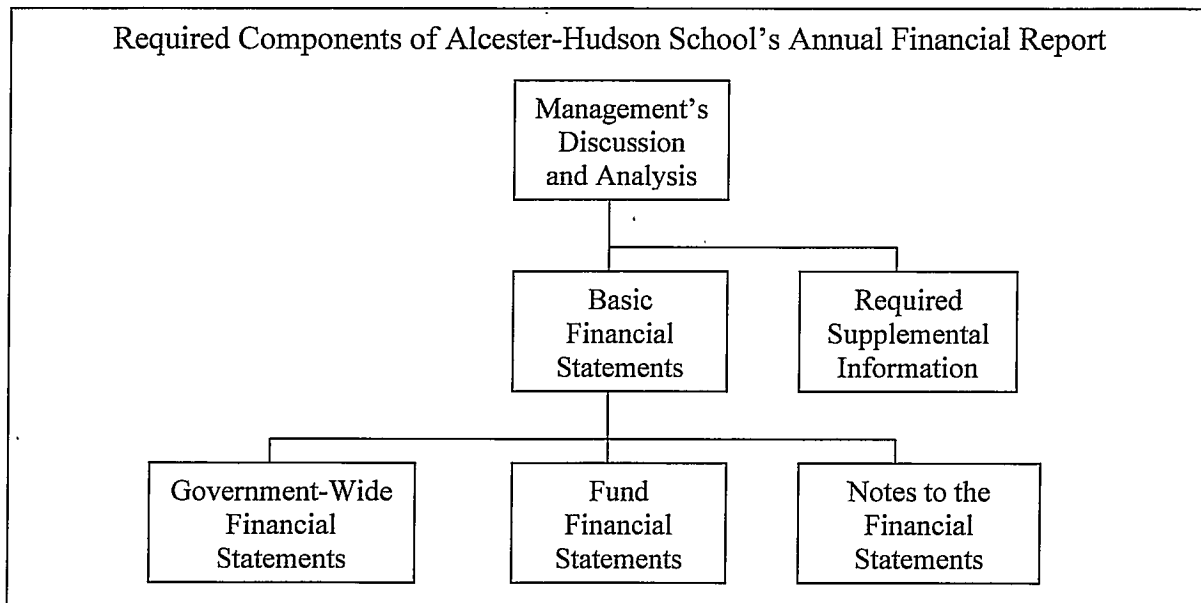 Required Components of Alcester-Hudson School's Annual Financial Report
Management's
Discussion
and Analysis
Basic
Financial
Statements
Required
Supplemental
Information
Government-Wide
Financial
Statements
Fund
Financial
Statements
Notes to the
Financial
Statements